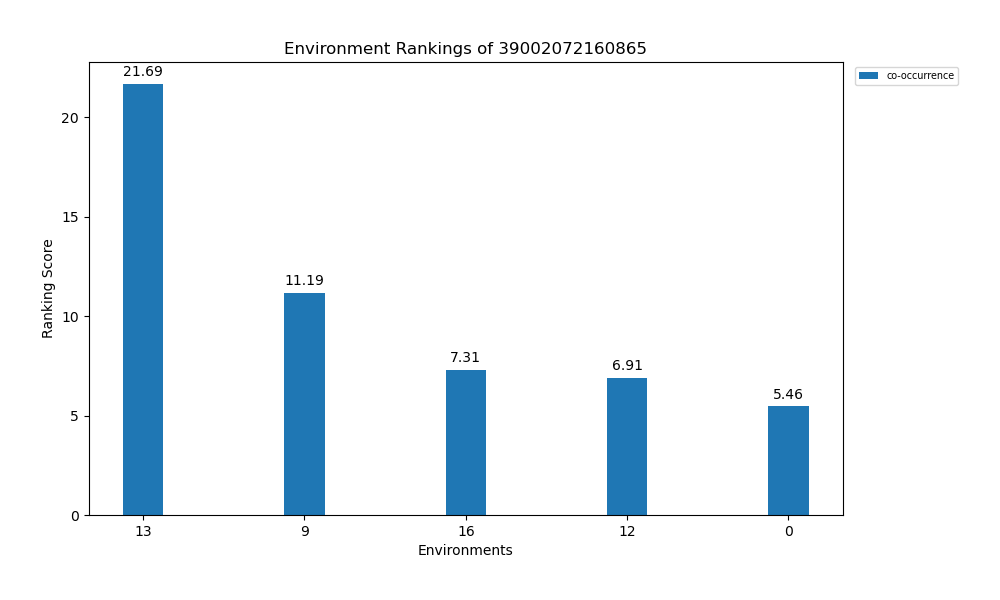 Environment Rankings of 39002072160865
co-occurrence
21.69
11.19
7.31
6.91
5.46
Ranking Score
20
15
10
5
0
13 9 16 12 0
Environments